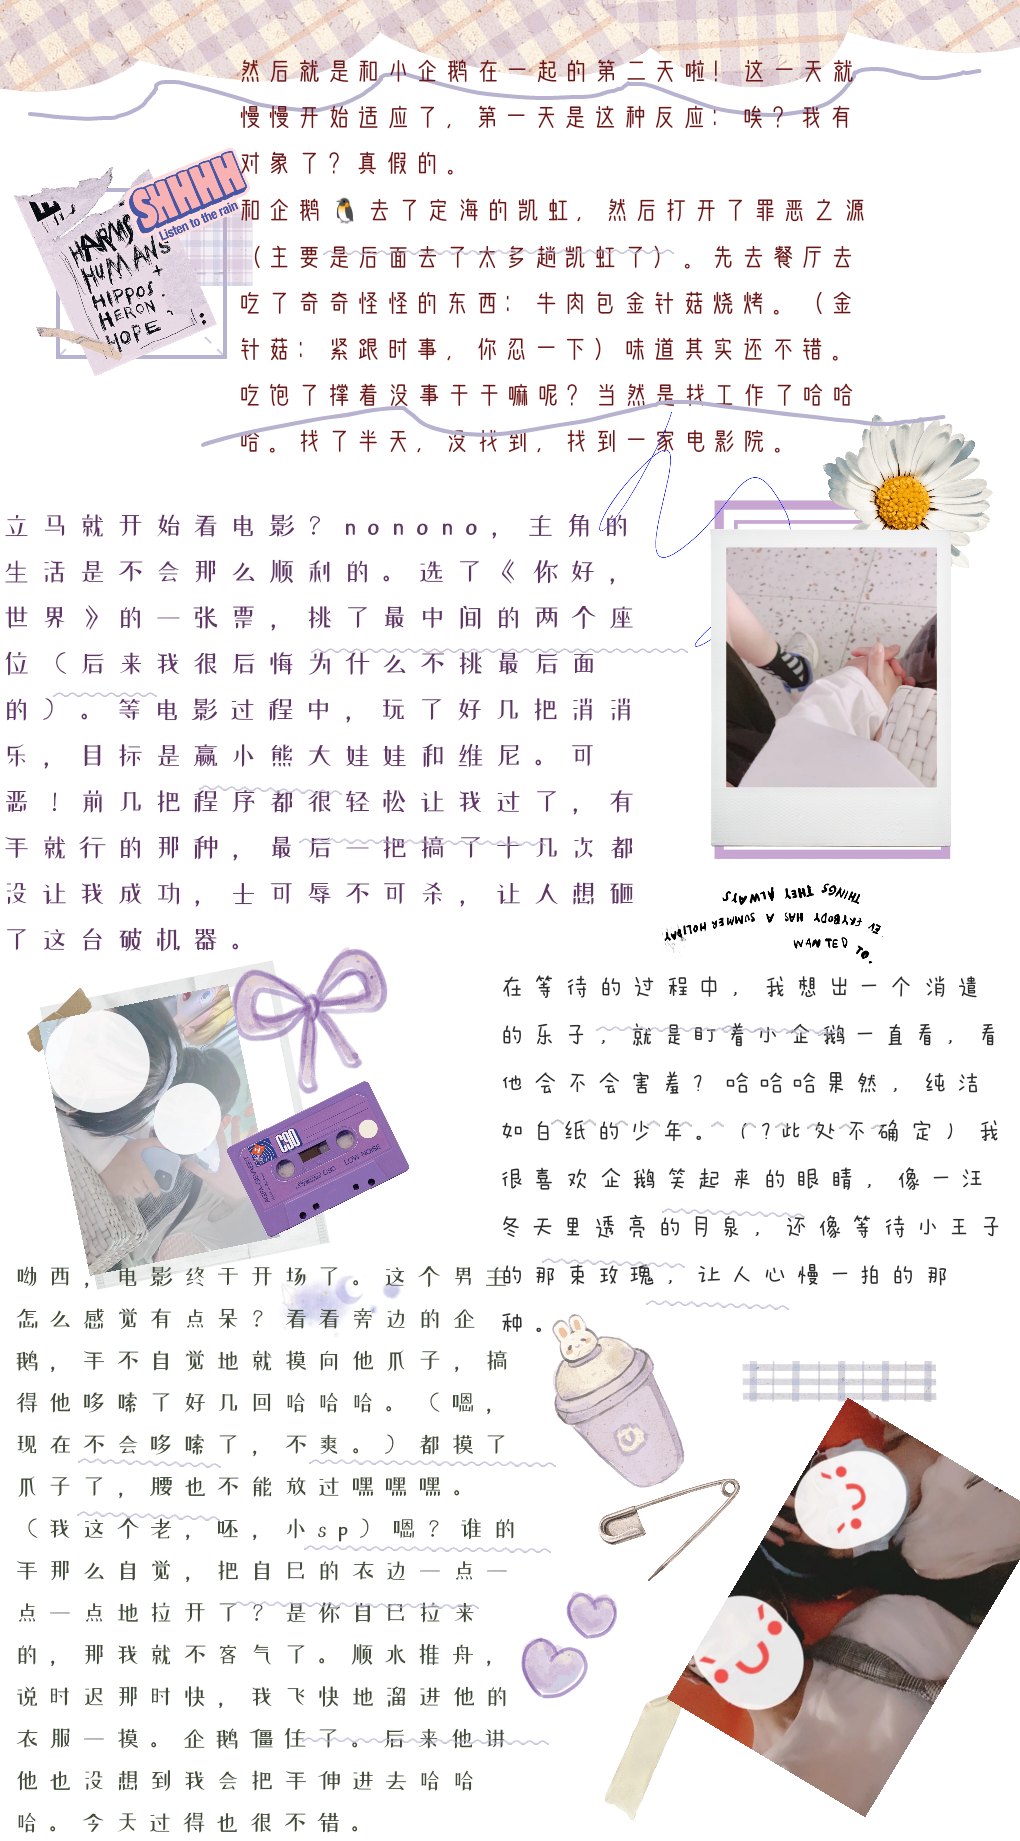 然后就是和小企鹅在一起的第二天啦！这一天就
慢慢开始适应了，第一天是这种反应：唉？我有
对象了？真假的。
和企鹅🐧去了定海的凯虹，然后打开了罪恶之源
（主要是后面去了太多趟凯虹了）。先去餐厅去
吃了奇奇怪怪的东西：牛肉包金针菇烧烤。（金
针菇：紧跟时事，你忍一下）味道其实还不错。
吃饱了撑着没事干干嘛呢？当然是找工作了哈哈
哈。找了半天，没找到，找到一家电影院。
SHHHH
Listen to the rain
HARMS
HUMANS
+
HIPPOS
HERON
HOPE
立马就开始看电影？nonono，主角的
生活是不会那么顺利的。选了《你好，
世界》的一张票，挑了最中间的两个座
位（后来我很后悔为什么不挑最后面
的）。等电影过程中，玩了好几把消消
乐，目标是赢小熊大娃娃和维尼。可
恶！前几把程序都很轻松让我过了，有
手就行的那种，最后一把搞了十几次都
没让我成功，士可辱不可杀，让人想砸
了这台破机器。
THINGS THEY ALWAYS
EVERYBODY HAS A SUMMER HOLIDAY
WANTED TO.
在等待的过程中，我想出一个消遣
的乐子，就是盯着小企鹅一直看，看
他会不会害羞？哈哈哈果然，纯洁
如白纸的少年。（?此处不确定）我
很喜欢企鹅笑起来的眼睛，像一汪
冬天里透亮的月泉，还像等待小王子
的那束玫瑰，让人心慢一拍的那
种。
C90
LOW-NOISE
呦西，电影终于开场了。这个男主
怎么感觉有点呆？看看旁边的企
鹅，手不自觉地就摸向他爪子，搞
得他哆嗦了好几回哈哈哈。（嗯，
现在不会哆嗦了，不爽。）都摸了
爪子了，腰也不能放过嘿嘿嘿。
（我这个老，呸，小sp）嗯？谁的
手那么自觉，把自己的衣边一点一
点一点地拉开了？是你自己拉来
的，那我就不客气了。顺水推舟，
说时迟那时快，我飞快地溜进他的
衣服一摸。企鹅僵住了。后来他讲
他也没想到我会把手伸进去哈哈
哈。今天过得也很不错。